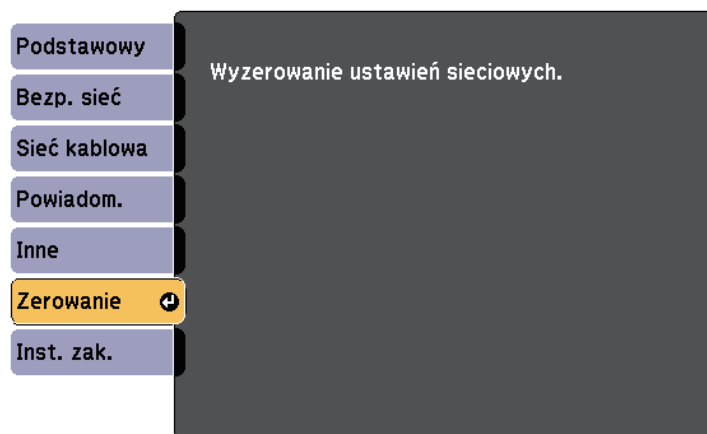 Podstawowy
Bezp. sieć
Sieć kablowa
Powiadom.
Inne
Zerowanie
Inst. zak.
Wyzerowanie ustawień sieciowych.